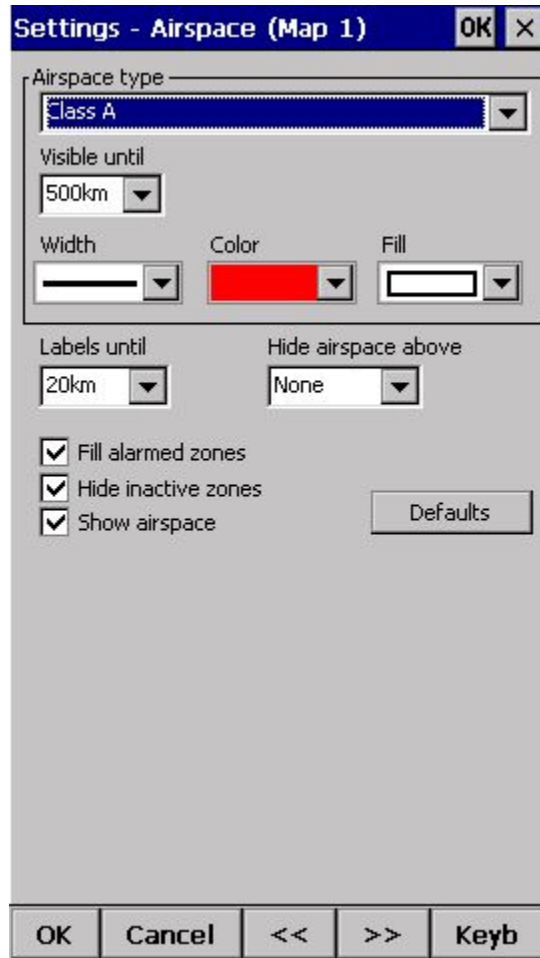 Settings - Airspace (Map 1) OK ×
Airspace type
Class A
Visible until
500km
Width Color Fill
Labels until Hide airspace above
20km None
Fill alarmed zones
Hide inactive zones
Show airspace
Defaults
OK Cancel << >> Keyb